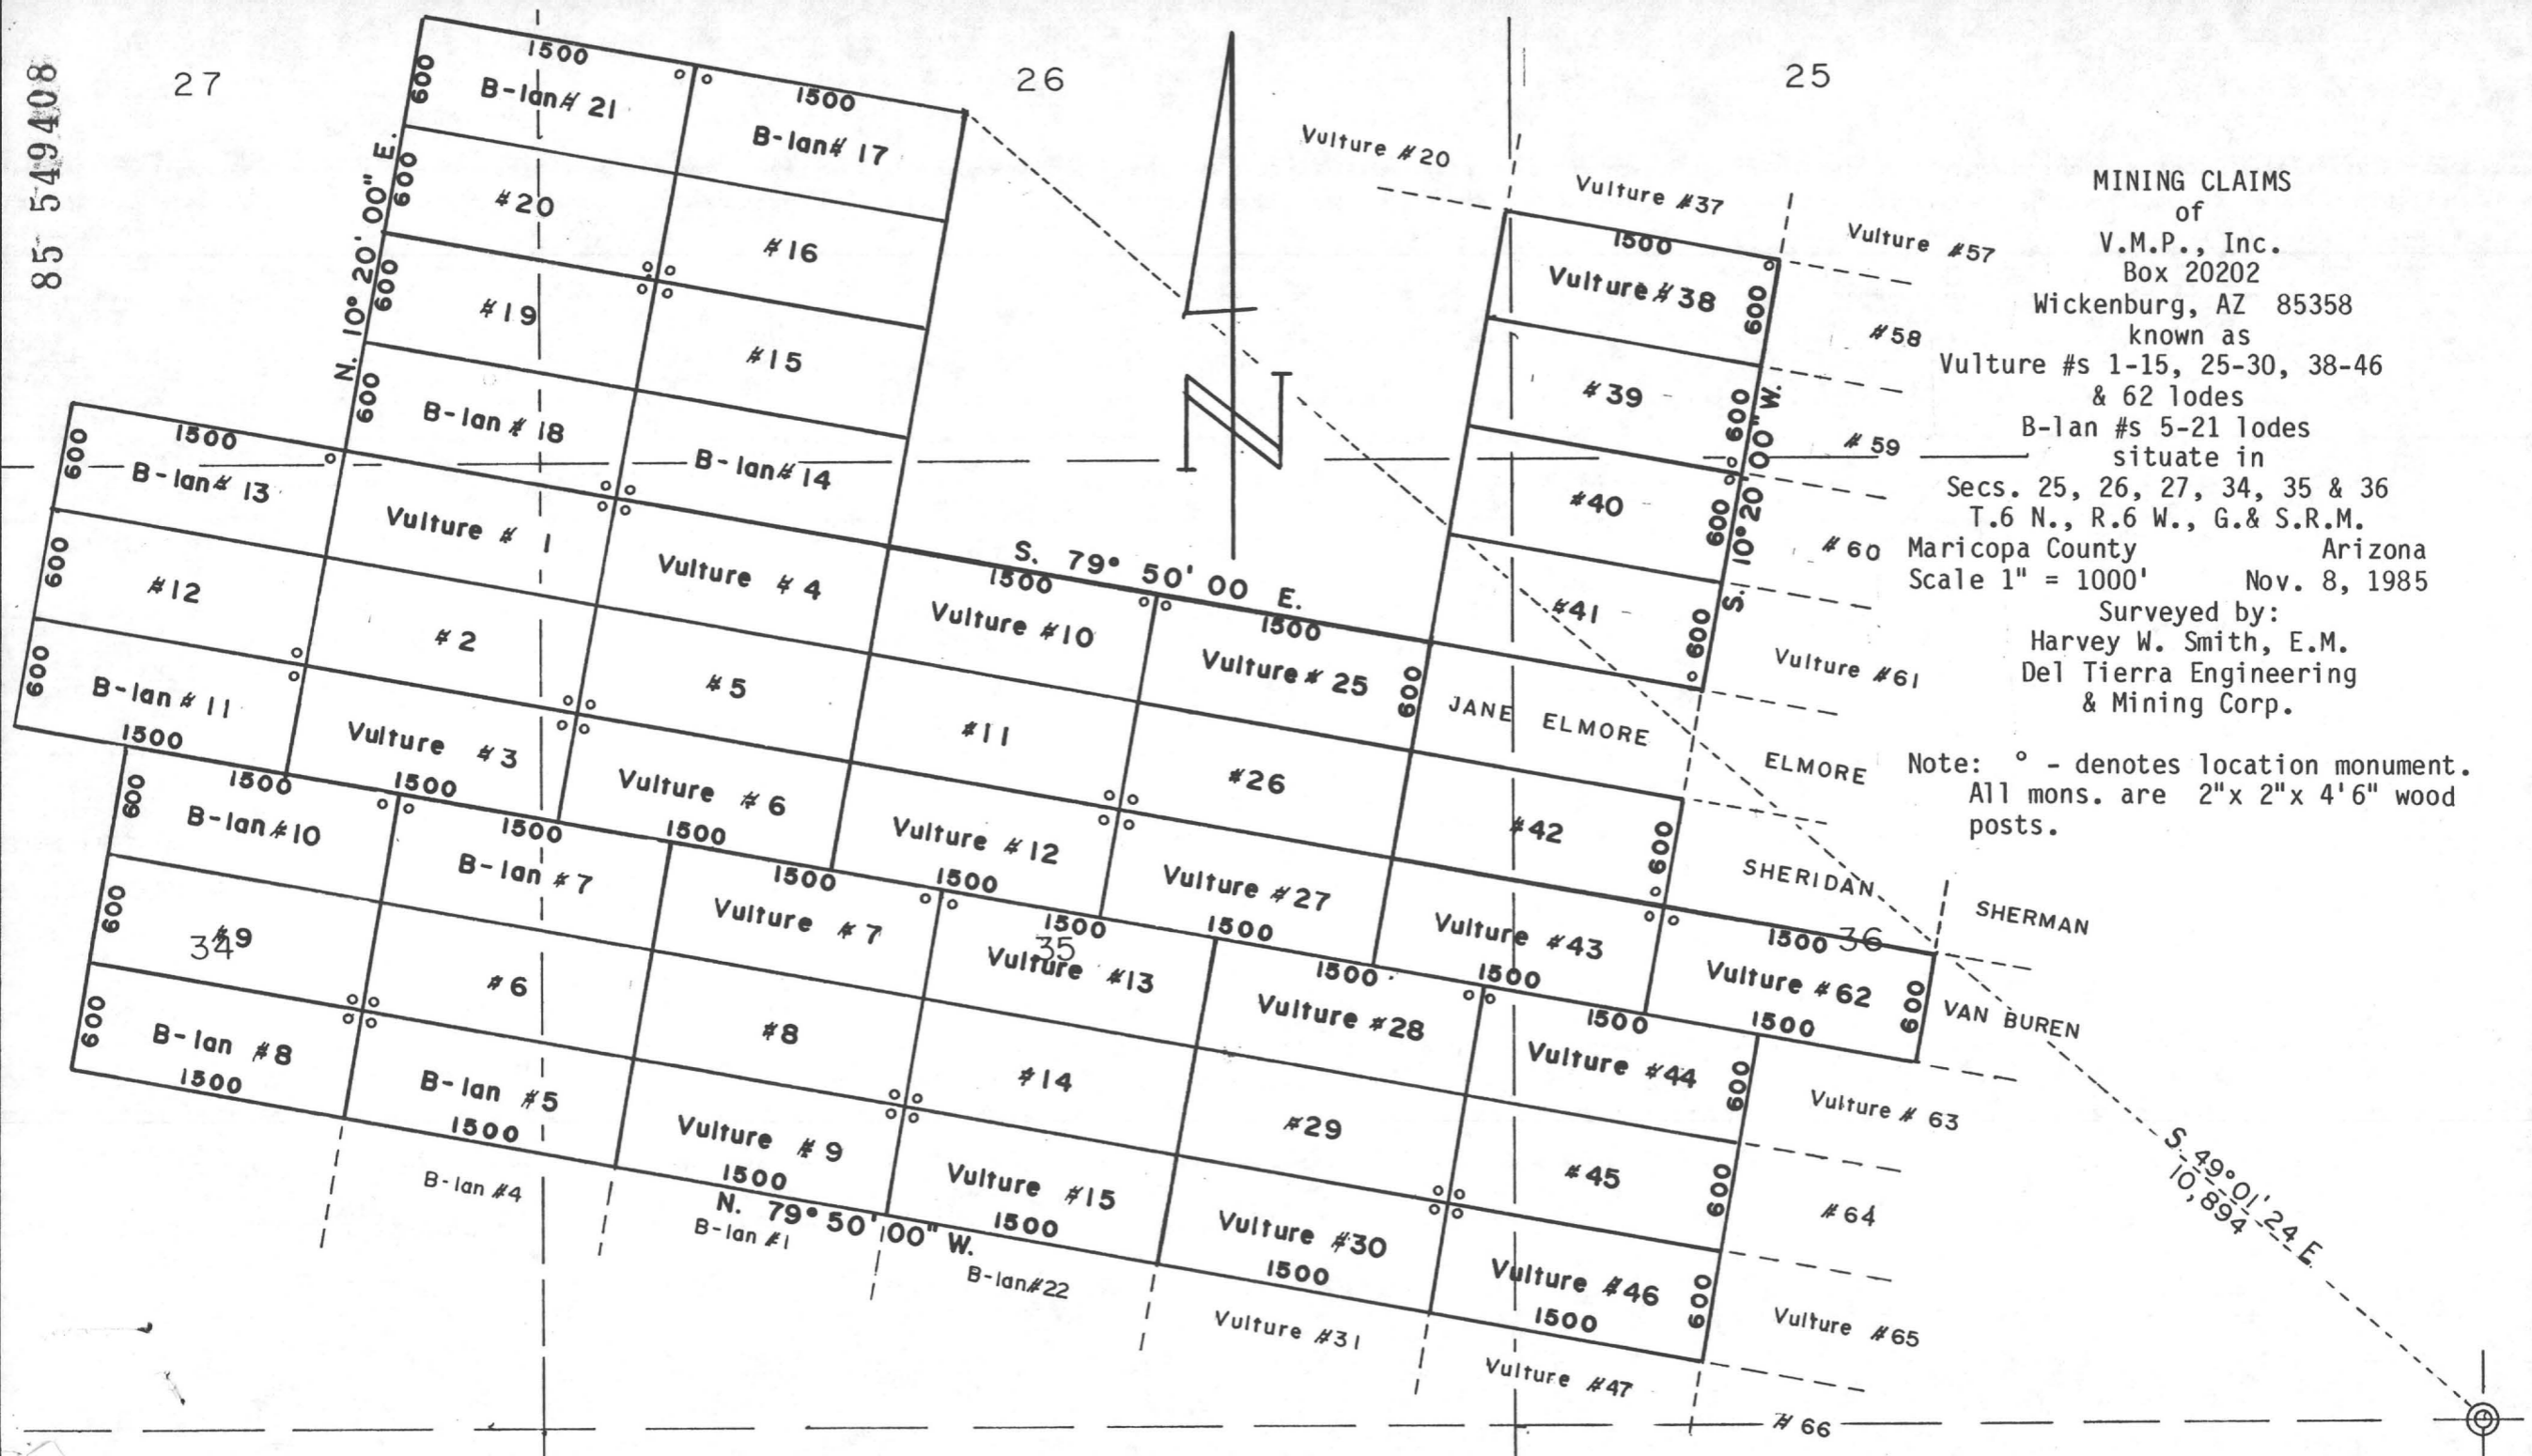 85 549408
27
26
25
1500
600
B-lan# 21
1500
B-lan# 17
N. 10° 20' 00" E.
600
#20
#16
600
#19
#15
600
B-lan # 18
B-lan# 14
Vulture #20
Vulture #37
Vulture #57
1500
Vulture # 38
600
#58
#39
600
#59
#40
600
S. 10° 20' 00" W.
#60
#41
600
Vulture #61
N
MINING CLAIMS
of
V.M.P., Inc.
Box 20202
Wickenburg, AZ 85358
known as
Vulture #s 1-15, 25-30, 38-46
& 62 lodes
B-lan #s 5-21 lodes
situate in
Secs. 25, 26, 27, 34, 35 & 36
T.6 N., R.6 W., G.& S.R.M.
Maricopa County Arizona
Scale 1" = 1000' Nov. 8, 1985
Surveyed by:
Harvey W. Smith, E.M.
Del Tierra Engineering
& Mining Corp.
Note: ° - denotes location monument.
All mons. are 2"x 2"x 4'6" wood
posts.
1500
600
B-lan# 13
Vulture # 1
Vulture # 4
S. 79° 50' 00 E.
1500
Vulture #10
1500
Vulture # 25
600
JANE ELMORE
ELMORE
600
#12
#2
#5
#11
#26
#42
600
SHERIDAN
SHERMAN
600
B-lan # 11
1500
Vulture #3
Vulture #6
Vulture #12
Vulture #27
Vulture #43
1500
36
Vulture #62
600
VAN BUREN
1500
1500
1500
1500
1500
1500
1500
1500
1500
1500
1500
1500
600
B-lan #10
B-lan #7
Vulture #7
Vulture #13
35
Vulture #28
Vulture #44
600
Vulture # 63
600
#9
34
#6
#8
#14
#29
#45
600
#64
600
B-lan #8
B-lan #5
Vulture # 9
Vulture #15
Vulture #30
Vulture #46
600
Vulture #65
1500
1500
1500
1500
1500
1500
N. 79° 50' 00" W.
B-lan #4
B-lan #1
B-lan#22
Vulture #31
Vulture #47
# 66
S. 49°01'24 E
10,894